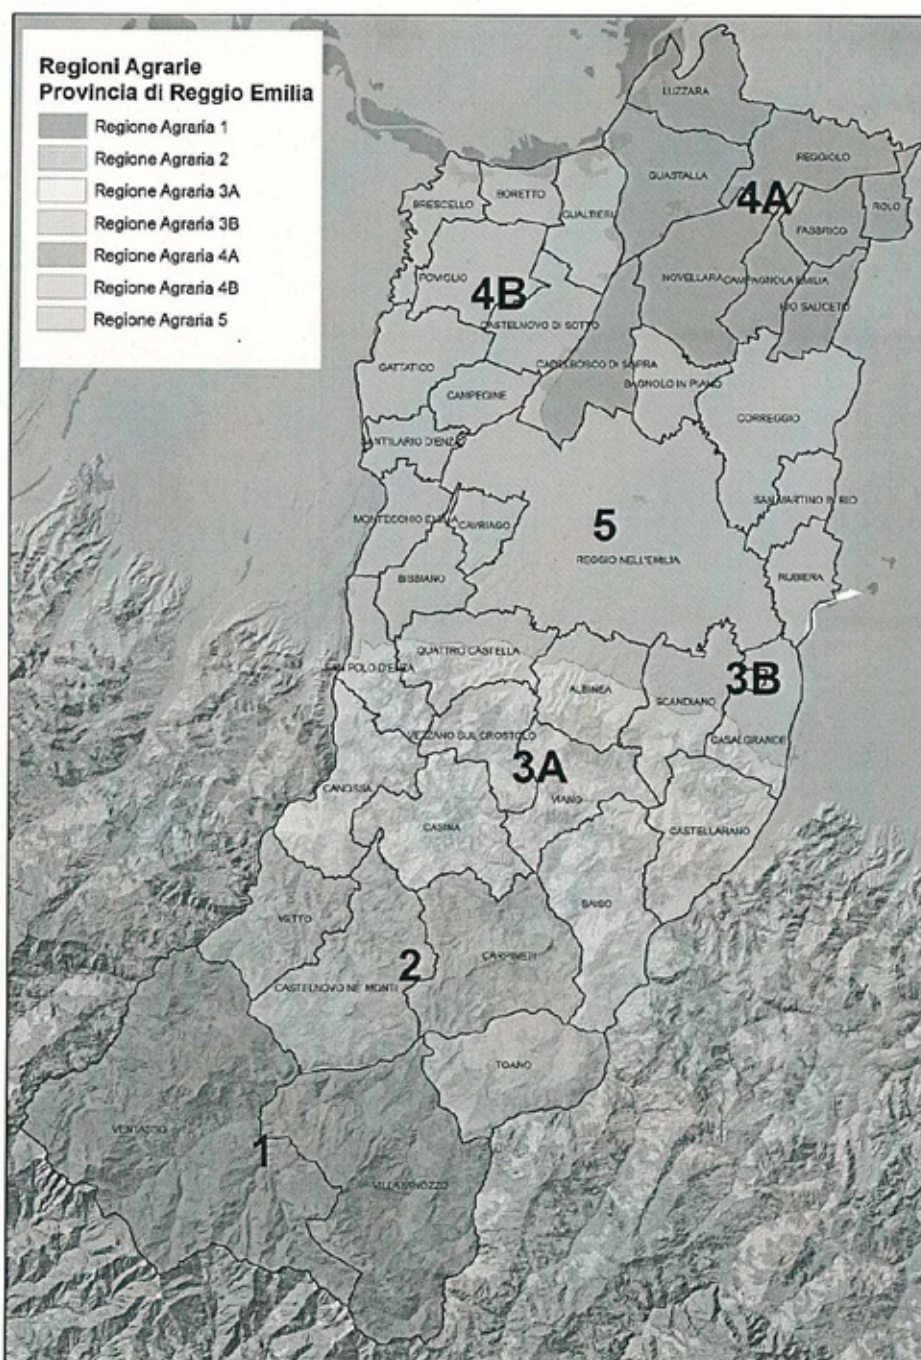 Regioni Agrarie
Provincia di Reggio Emilia
Regione Agraria 1
Regione Agraria 2
Regione Agraria 3A
Regione Agraria 3B
Regione Agraria 4A
Regione Agraria 4B
Regione Agraria 5
LUZZARA
REGGIOLO
GUASTALLA
4A
BRESCELLO
BORETTO
GUALTIERI
ROLO
FABBRICO
POVIGLIO
NOVELLARA
CAMPAGNOLA EMILIA
4B
RIO SALICETO
CASTELNOVO DI SOTTO
GATTATICO
CADELBOSCO DI SOPRA
BAGNOLO IN PIANO
CAMPEGINE
CORREGGIO
SANT'ILARIO D'ENZA
SAN MARTINO IN RIO
MONTECCHIO EMILIA
CAVRIAGO
5
REGGIO NELL'EMILIA
BIBBIANO
RUBIERA
QUATTRO CASTELLA
SAN POLO D'ENZA
3B
ALBINEA
SCANDIANO
VEZZANO SUL CROSTOLO
CASALGRANDE
3A
CANOSSA
VIANO
CASINA
CASTELLARANO
BAISO
VETTO
2
CARPINETI
CASTELNOVO NE' MONTI
TOANO
VENTASSO
1
VILLA MINOZZO